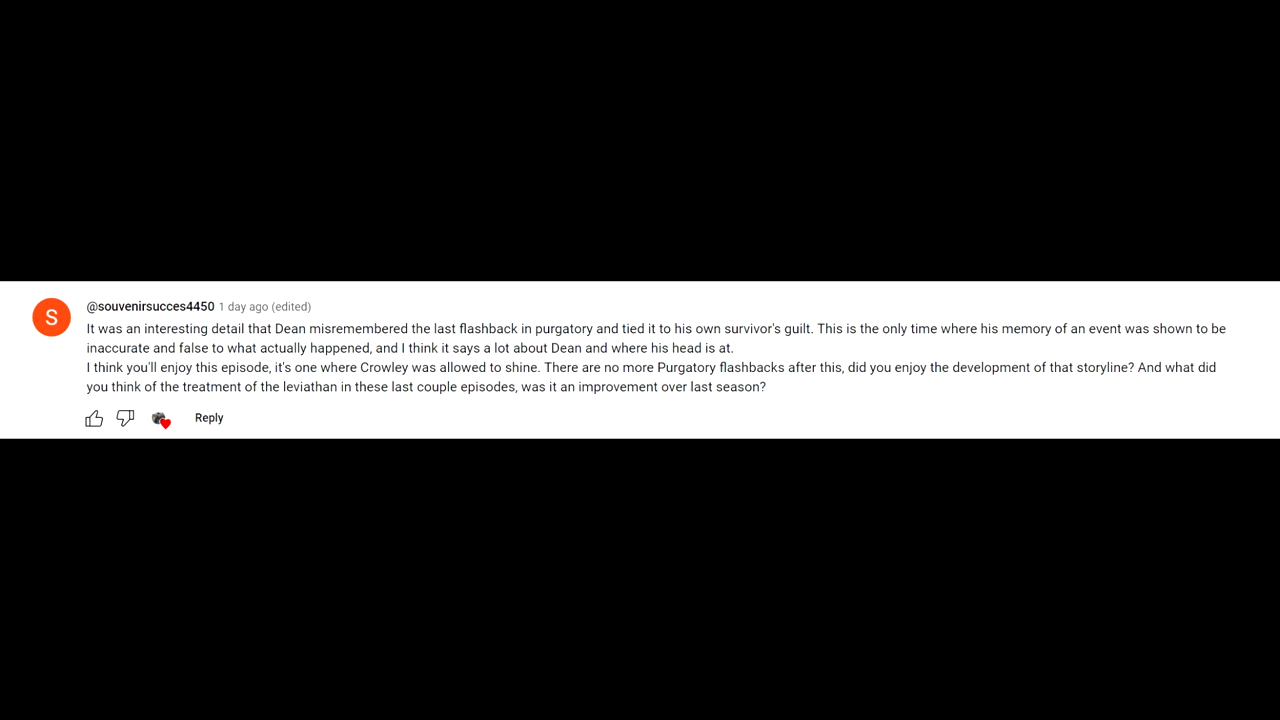 S
@souvenirsucces4450 1 day ago (edited)
It was an interesting detail that Dean misremembered the last flashback in purgatory and tied it to his own survivor's guilt. This is the only time where his memory of an event was shown to be
inaccurate and false to what actually happened, and I think it says a lot about Dean and where his head is at.
I think you'll enjoy this episode, it's one where Crowley was allowed to shine. There are no more Purgatory flashbacks after this, did you enjoy the development of that storyline? And what did
you think of the treatment of the leviathan in these last couple episodes, was it an improvement over last season?
Reply